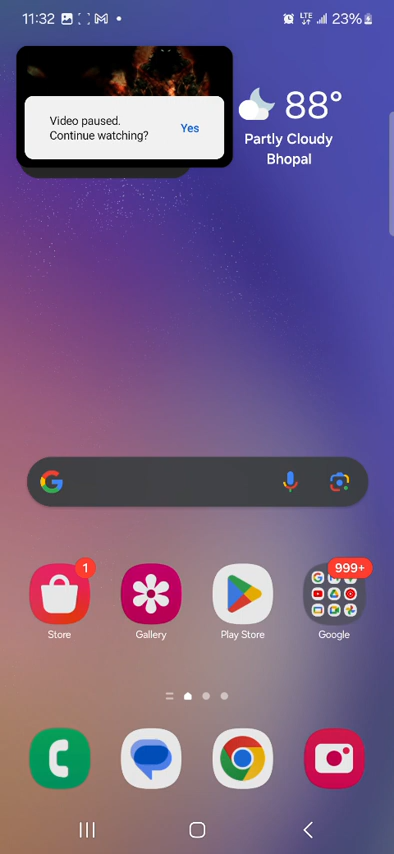 11:32
LTE
23%
Video paused.
Continue watching?
Yes
88°
Partly Cloudy
Bhopal
1
999+
Store
Gallery
Play Store
Google